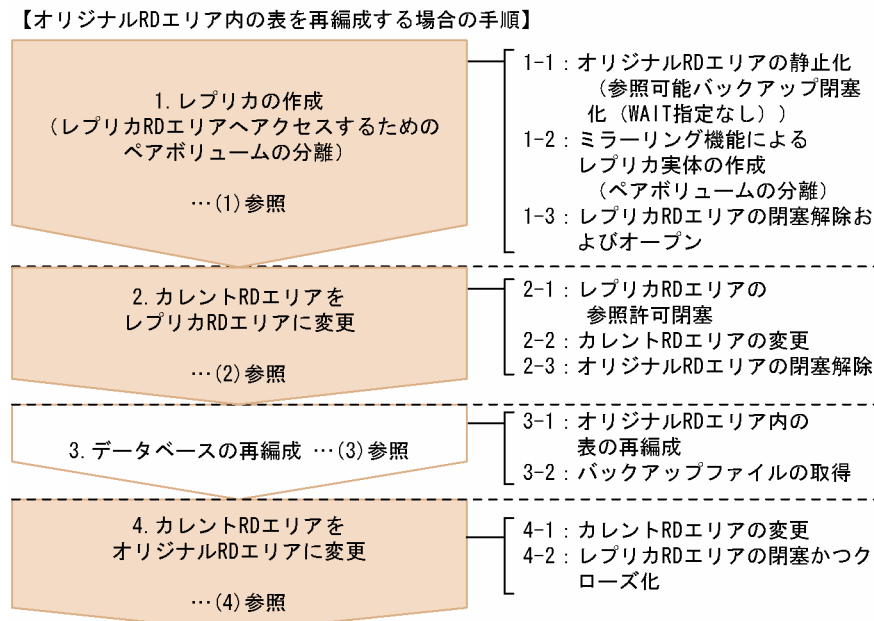 【オリジナルRDエリア内の表を再編成する場合の手順】
1. レプリカの作成
(レプリカRDエリアへアクセスするための
ペアボリュームの分離)
…(1)参照
1-1：オリジナルRDエリアの静止化
(参照可能バックアップ閉塞
化（WAIT指定なし）)
1-2：ミラーリング機能による
レプリカ実体の作成
(ペアボリュームの分離)
1-3：レプリカRDエリアの閉塞解除お
よびオープン
2. カレントRDエリアを
レプリカRDエリアに変更
…(2)参照
2-1：レプリカRDエリアの
参照許可閉塞
2-2：カレントRDエリアの変更
2-3：オリジナルRDエリアの閉塞解除
3. データベースの再編成 …(3)参照
3-1：オリジナルRDエリア内の
表の再編成
3-2：バックアップファイルの取得
4. カレントRDエリアを
オリジナルRDエリアに変更
…(4)参照
4-1：カレントRDエリアの変更
4-2：レプリカRDエリアの閉塞かつク
ローズ化